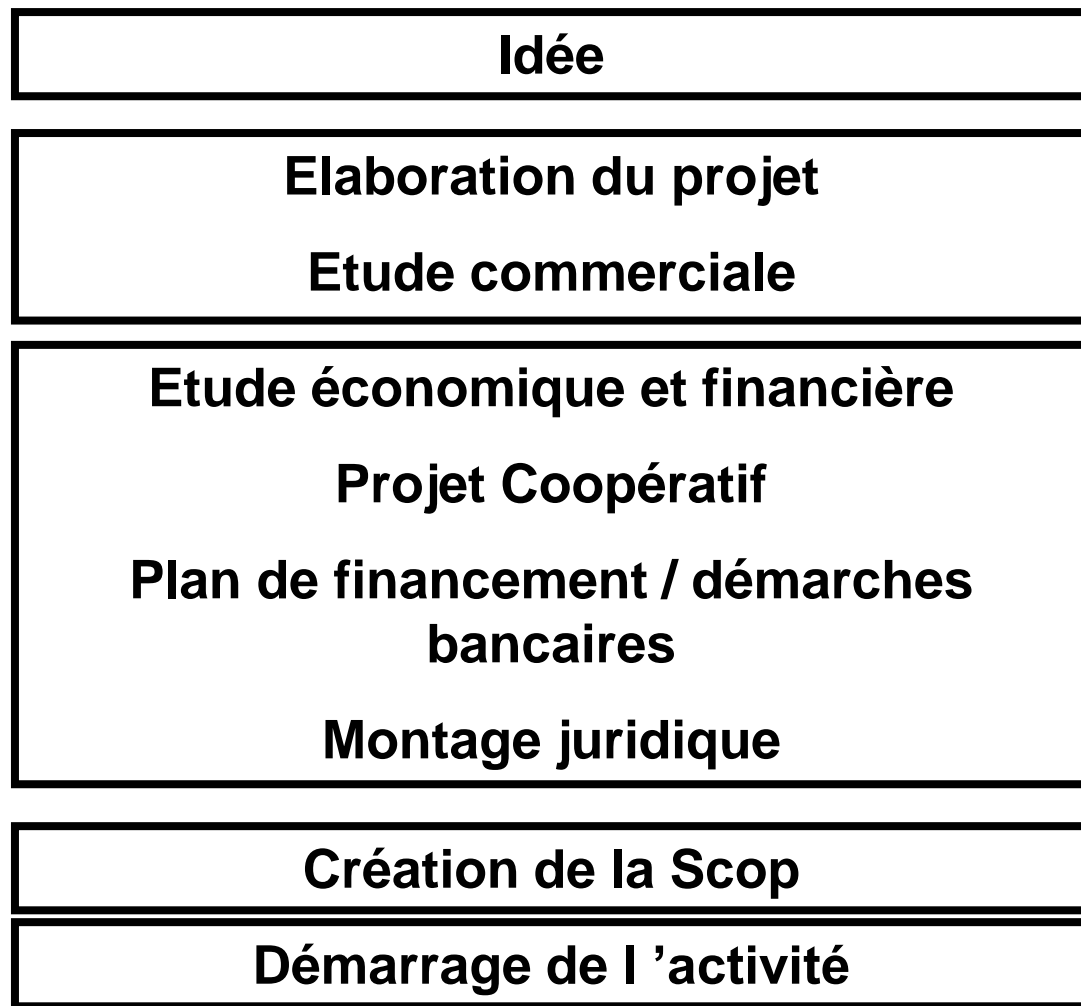 Idée
Elaboration du projet
Etude commerciale
Etude économique et financière
Projet Coopératif
Plan de financement / démarches
bancaires
Montage juridique
Création de la Scop
Démarrage de l ’activité